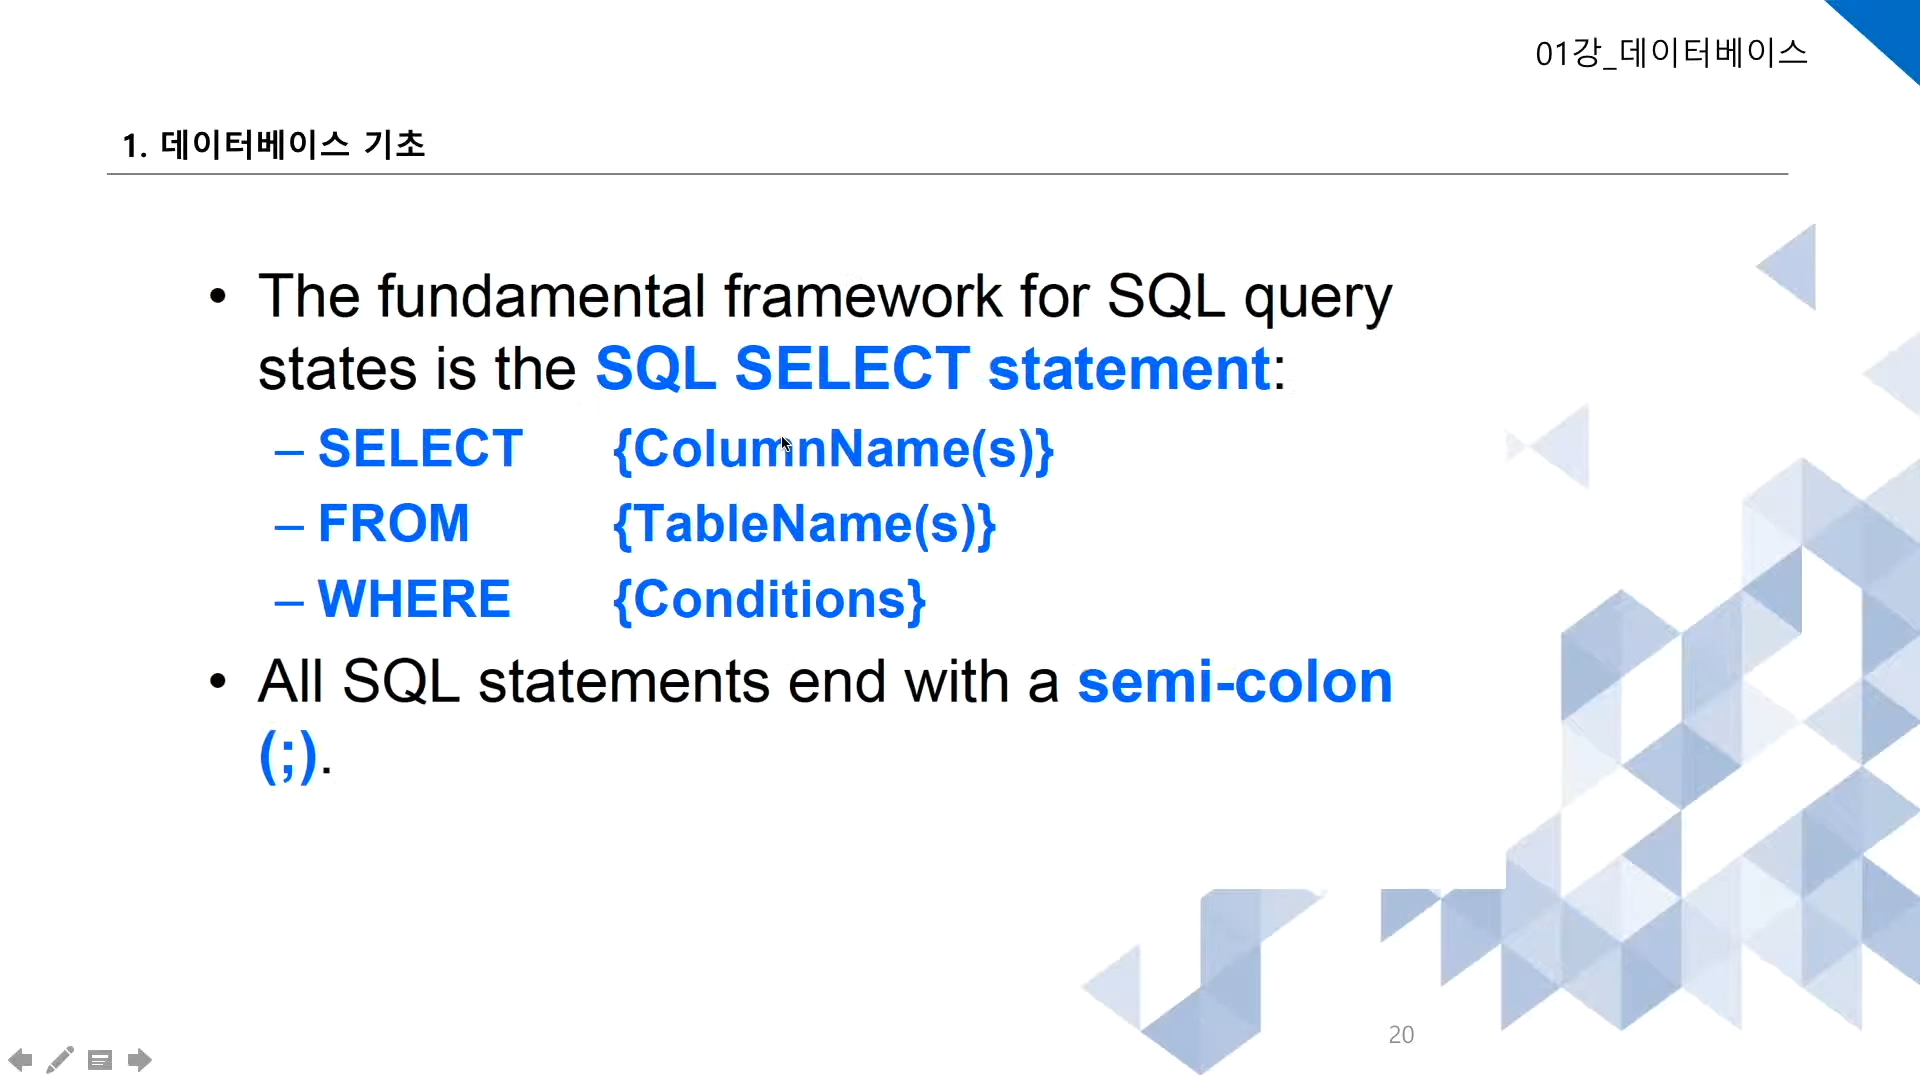 01강_데이터베이스
1. 데이터베이스 기초
• The fundamental framework for SQL query
states is the SQL SELECT statement:
– SELECT {ColumnName(s)}
– FROM {TableName(s)}
– WHERE {Conditions}
• All SQL statements end with a semi-colon
(;).
20